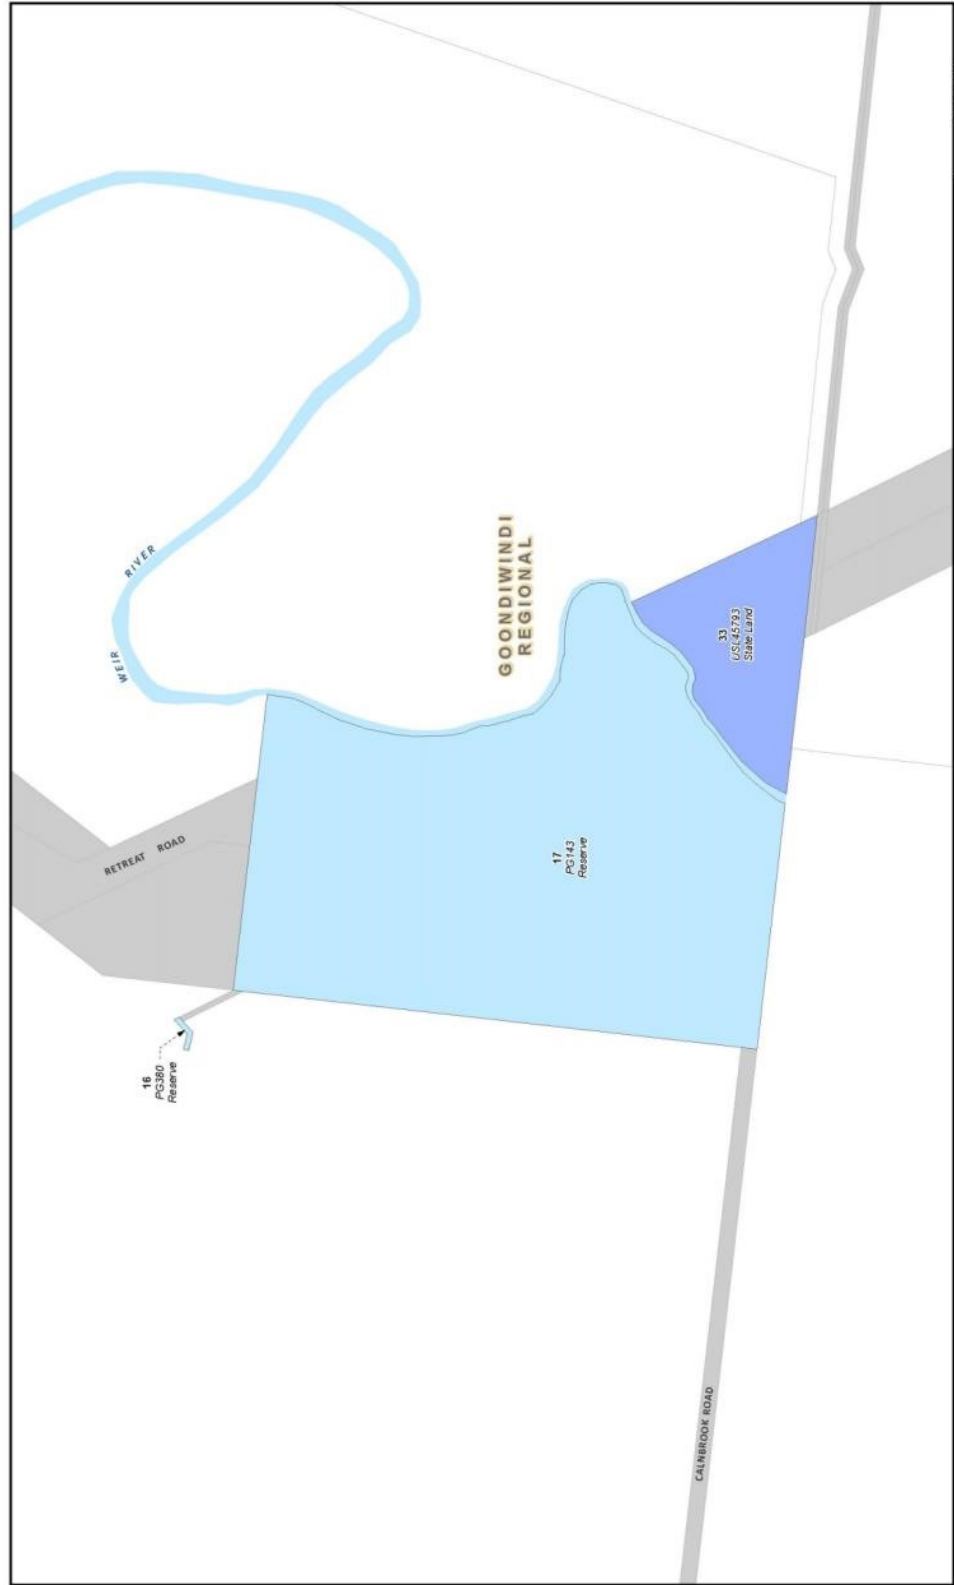 WEIR RIVER
RETREAT ROAD
GOONDIWINDI
REGIONAL
16
PG380
Reserve
17
PG143
Reserve
33
USL45793
State Land
CALNBROOK ROAD